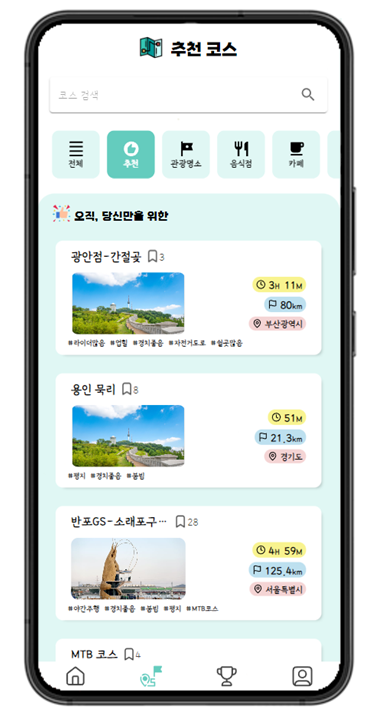 추천 코스
코스 검색
전체 추천 관광명소 음식점 카페
오직, 당신만을 위한
광안점-간절곶 3
3H 11M
80km
부산광역시
#라이더많음 #업힐 #경치좋음 #자전거도로 #쉴곳많음
용인 묵리 8
51M
21.3km
경기도
#평지 #경치좋음 #봄빔
반포GS-소래포구··· 28
4H 59M
125.4km
서울특별시
#야간주행 #경치좋음 #봄빔 #평지 #MTB코스
MTB 코스 4